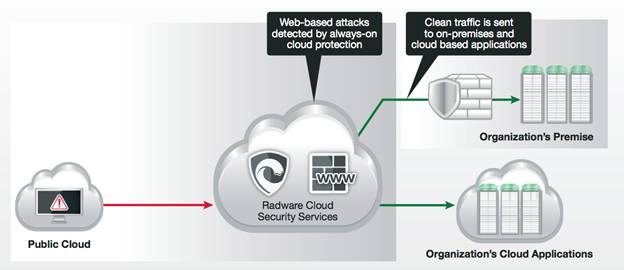 Web-based attacks
detected by always-on
cloud protection
Clean traffic is sent
to on-premises and
cloud based applications
Organization's Premise
WWW
Radware Cloud
Security Services
Public Cloud
Organization's Cloud Applications